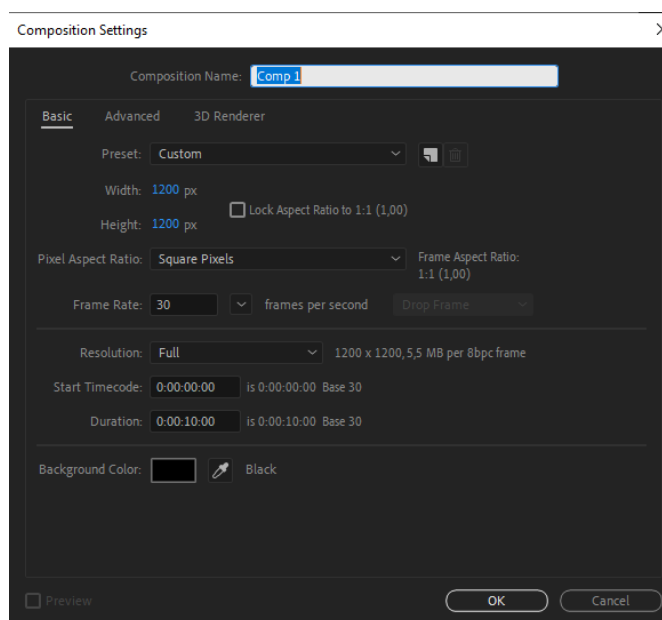 Composition Settings
Composition Name: Comp 1
Basic Advanced 3D Renderer
Preset: Custom
Width: 1200 px
Lock Aspect Ratio to 1:1 (1,00)
Height: 1200 px
Pixel Aspect Ratio: Square Pixels
Frame Aspect Ratio:
1:1 (1,00)
Frame Rate: 30 frames per second Drop Frame
Resolution: Full 1200 x 1200, 5,5 MB per 8bpc frame
Start Timecode: 0:00:00:00 is 0:00:00:00 Base 30
Duration: 0:00:10:00 is 0:00:10:00 Base 30
Background Color: Black
Preview OK Cancel